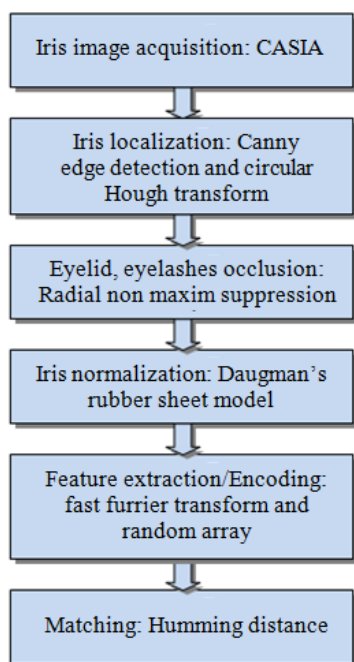 Iris image acquisition: CASIA
Iris localization: Canny
edge detection and circular
Hough transform
Eyelid, eyelashes occlusion:
Radial non maxim suppression
Iris normalization: Daugman’s
rubber sheet model
Feature extraction/Encoding:
fast furrier transform and
random array
Matching: Humming distance